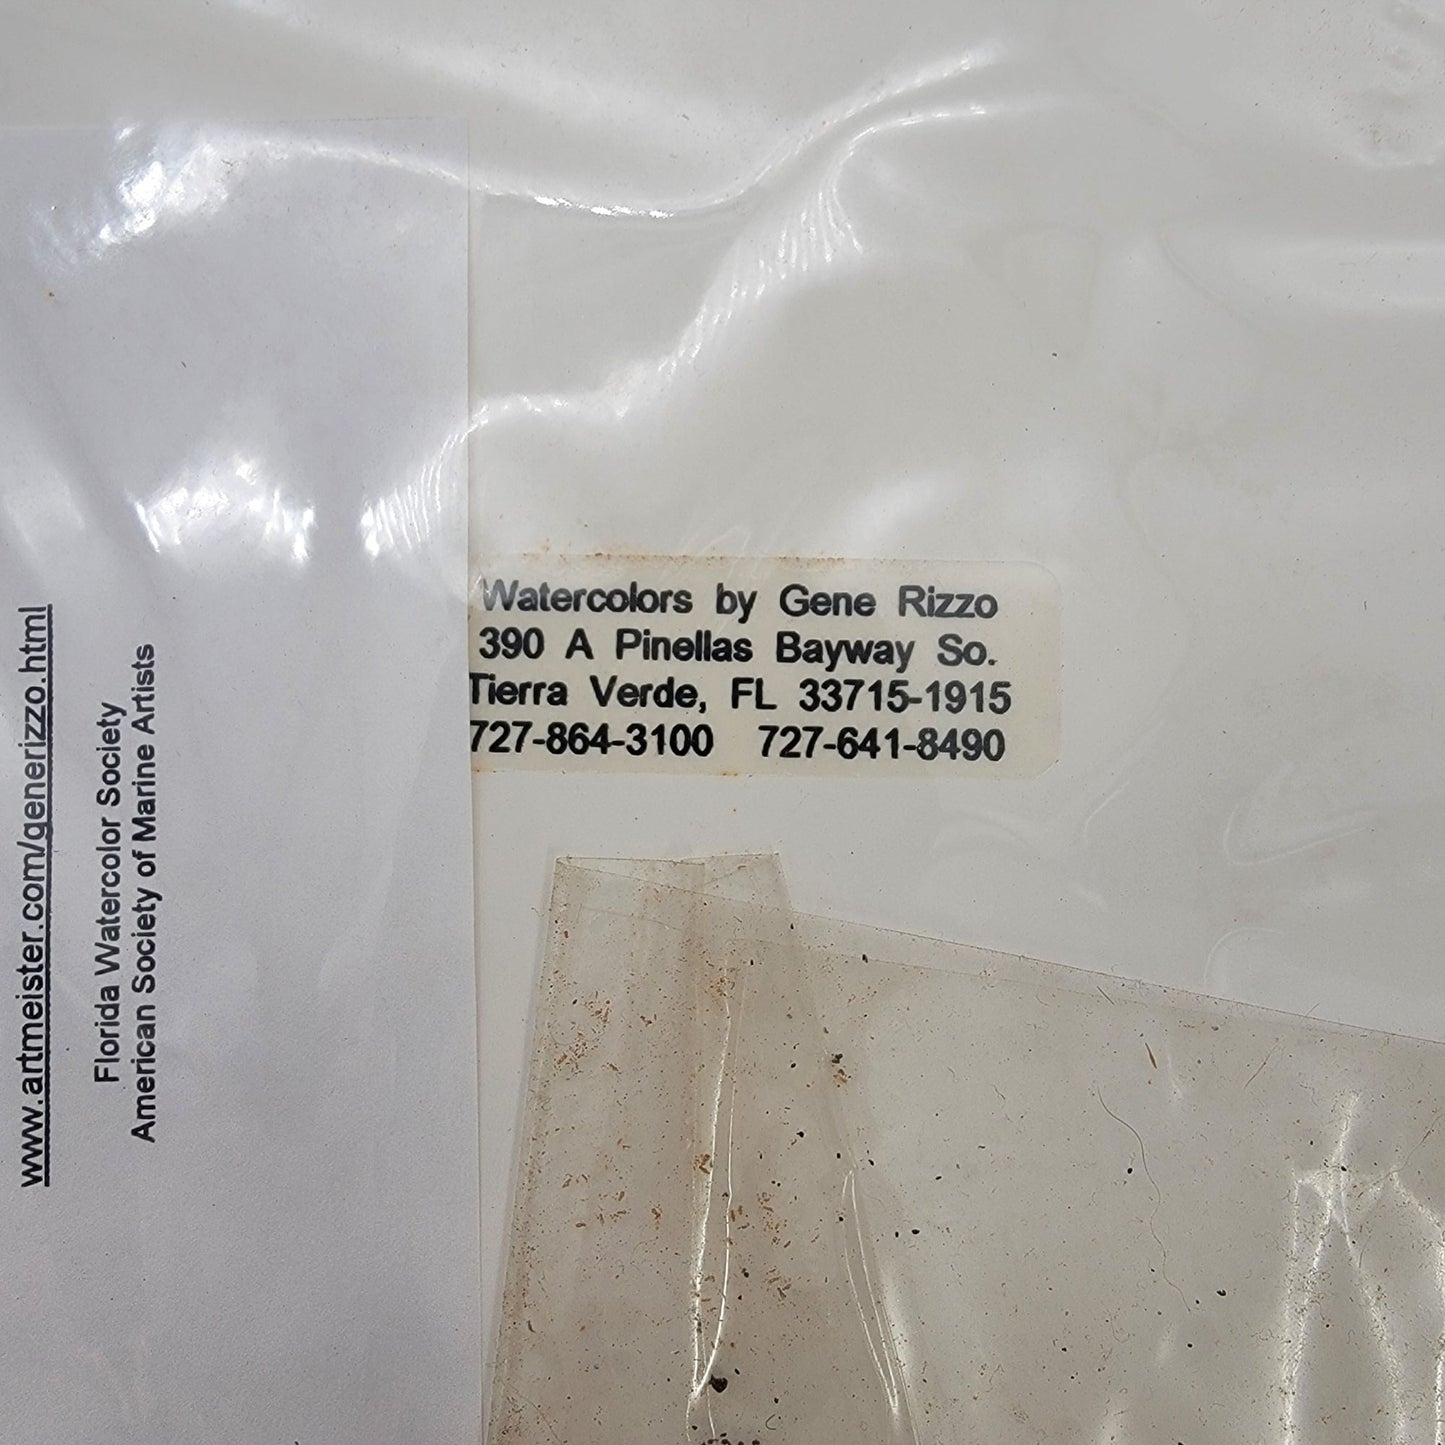 www.artmeister.com/generizzo.html
Florida Watercolor Society
American Society of Marine Artists
Watercolors by Gene Rizzo
390 A Pinellas Bayway So.
Tierra Verde, FL 33715-1915
727-864-3100 727-641-8490